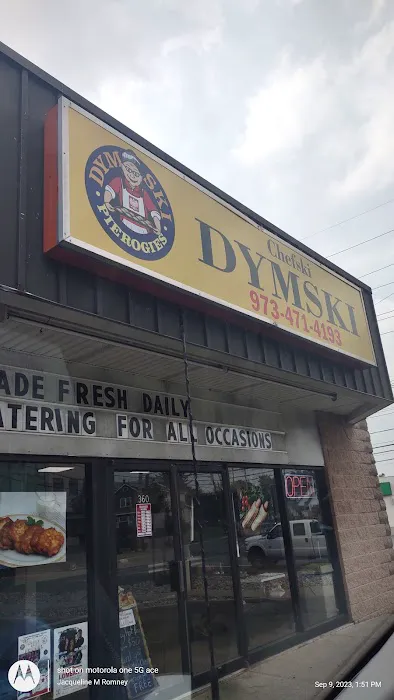 DYMSKI
PIEROGIES
Chefski
DYMSKI
973-471-4193
ADE FRESH DAILY
ATERING FOR ALL OCCASIONS
OPEN
360
FREE
shot on motorola one 5G ace
Jacqueline M Romney
Sep 9, 2023, 1:51 PM